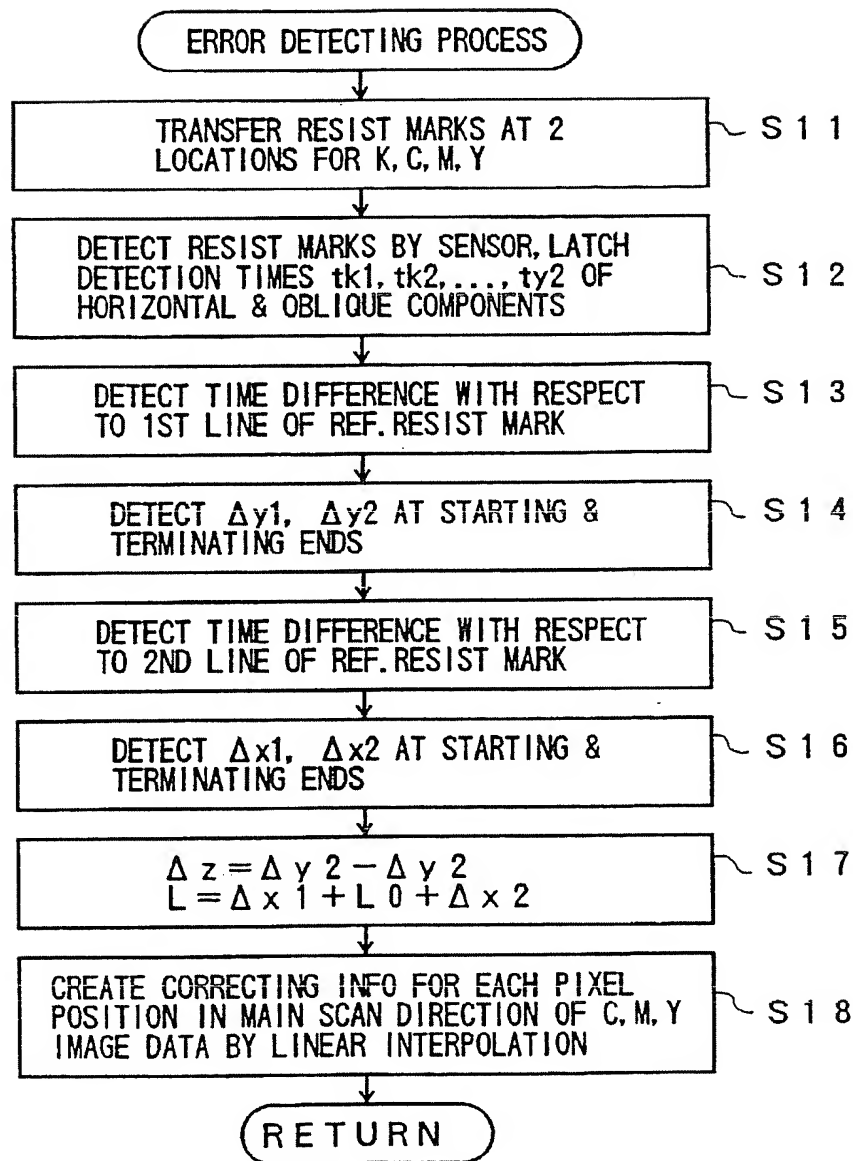 ERROR DETECTING PROCESS
TRANSFER RESIST MARKS AT 2
LOCATIONS FOR K, C, M, Y
S11
DETECT RESIST MARKS BY SENSOR, LATCH
DETECTION TIMES tk1, tk2, ...., ty2 OF
HORIZONTAL & OBLIQUE COMPONENTS
S12
DETECT TIME DIFFERENCE WITH RESPECT
TO 1ST LINE OF REF. RESIST MARK
S13
DETECT Δy1, Δy2 AT STARTING &
TERMINATING ENDS
S14
DETECT TIME DIFFERENCE WITH RESPECT
TO 2ND LINE OF REF. RESIST MARK
S15
DETECT Δx1, Δx2 AT STARTING &
TERMINATING ENDS
S16
Δz=Δy2−Δy2
L=Δx1+L0+Δx2
S17
CREATE CORRECTING INFO FOR EACH PIXEL
POSITION IN MAIN SCAN DIRECTION OF C, M, Y
IMAGE DATA BY LINEAR INTERPOLATION
S18
RETURN